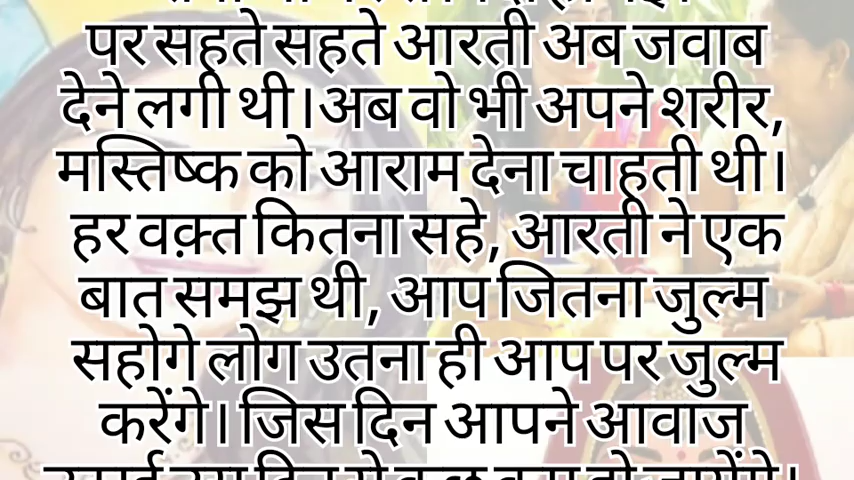 पर सहते सहते आरती अब जवाब
देने लगी थी।अब वो भी अपने शरीर,
मस्तिष्क को आराम देना चाहती थी।
हर वक़्त कितना सहे, आरती ने एक
बात समझ थी, आप जितना जुल्म
सहोगे लोग उतना ही आप पर जुल्म
करेंगे। जिस दिन आपने आवाज